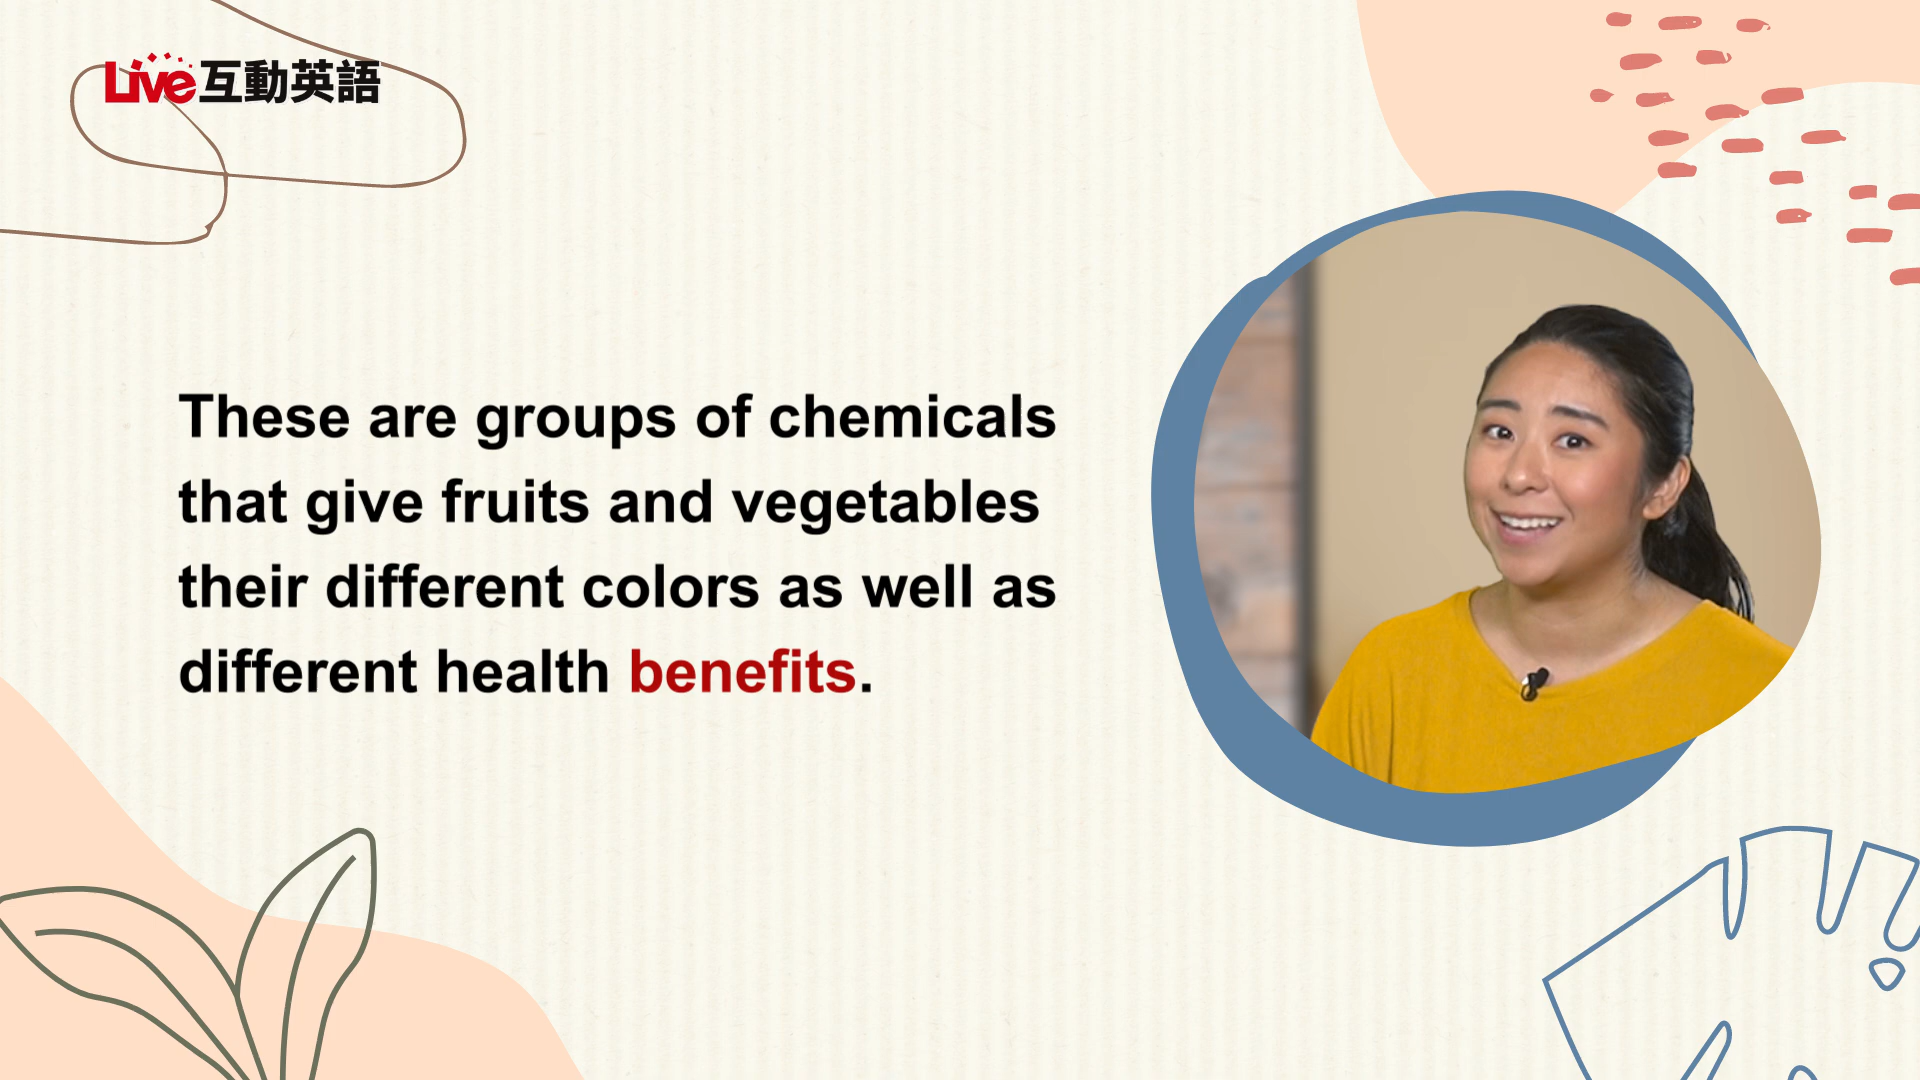 Live互動英語
These are groups of chemicals
that give fruits and vegetables
their different colors as well as
different health benefits.